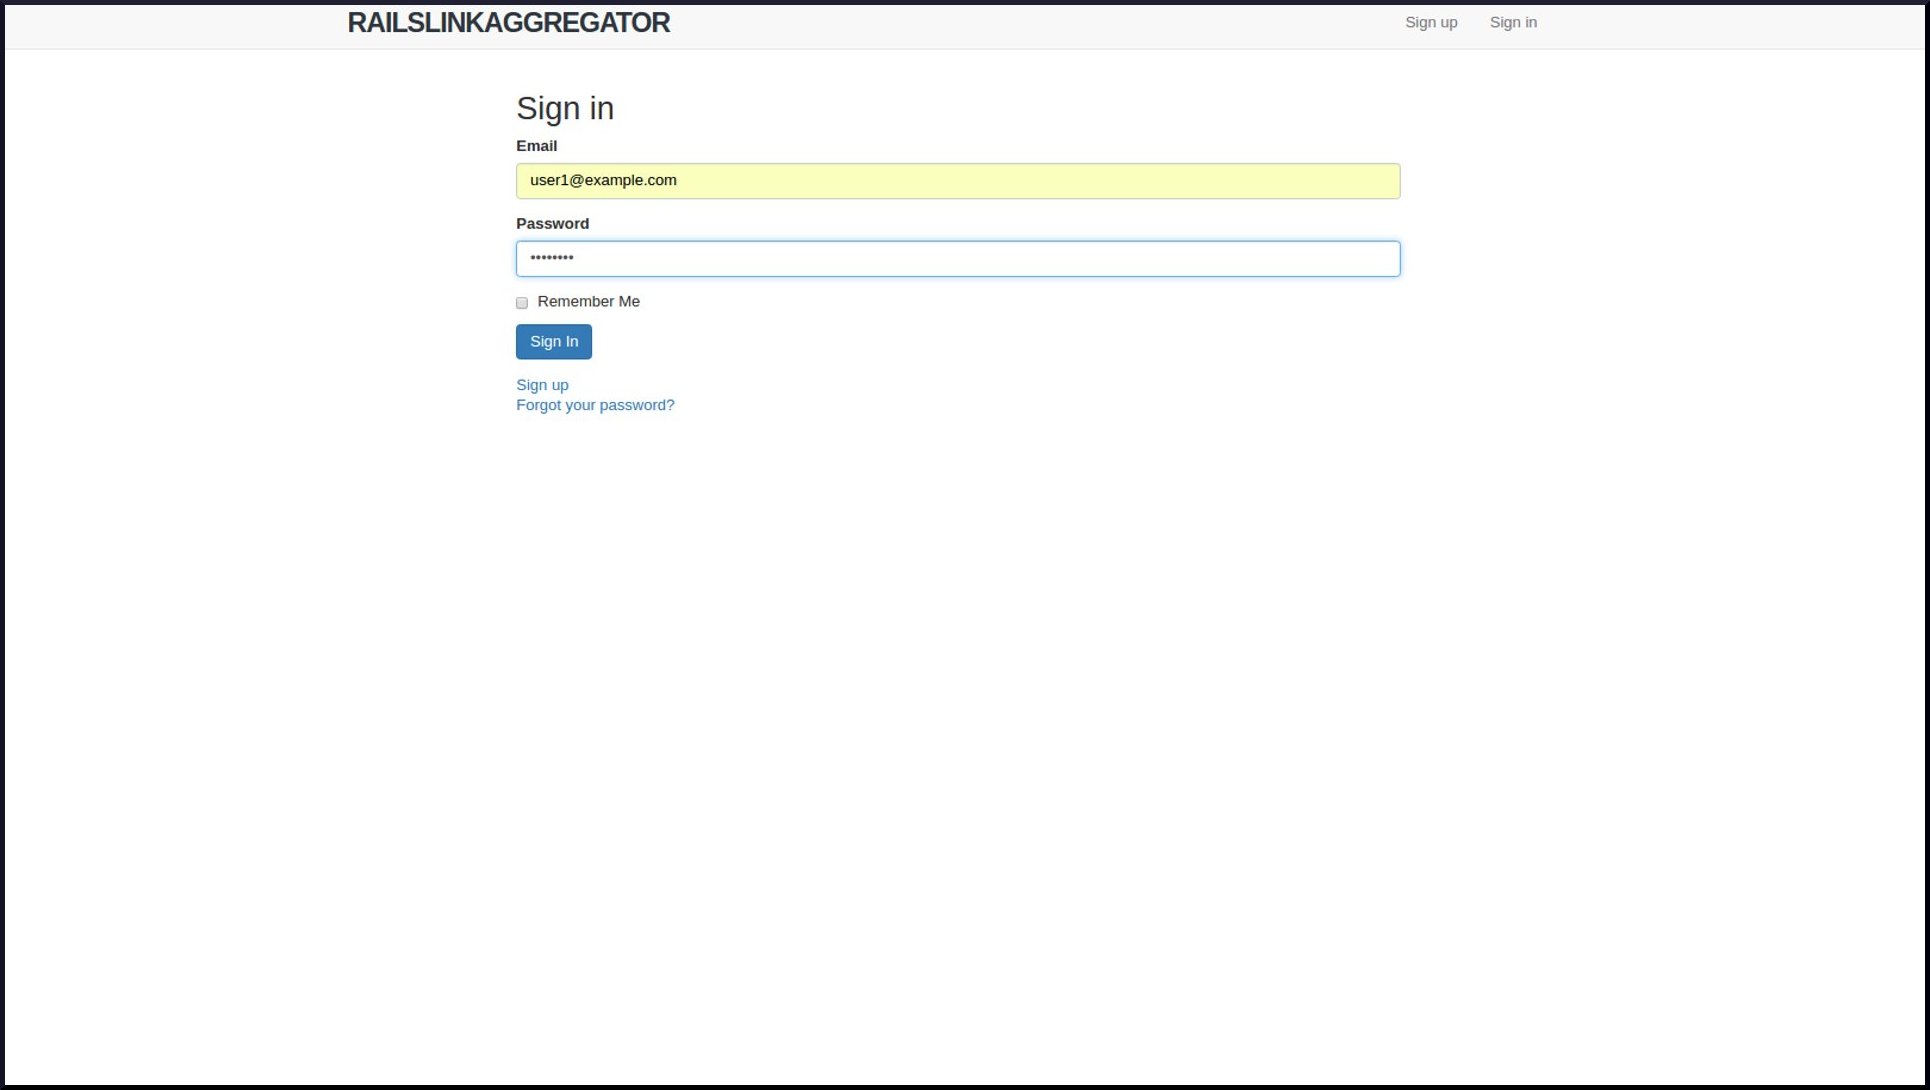 RAILSLINKAGGREGATOR Sign up Sign in
Sign in
Email
user1@example.com
Password
••••••••
Remember Me
Sign In
Sign up
Forgot your password?